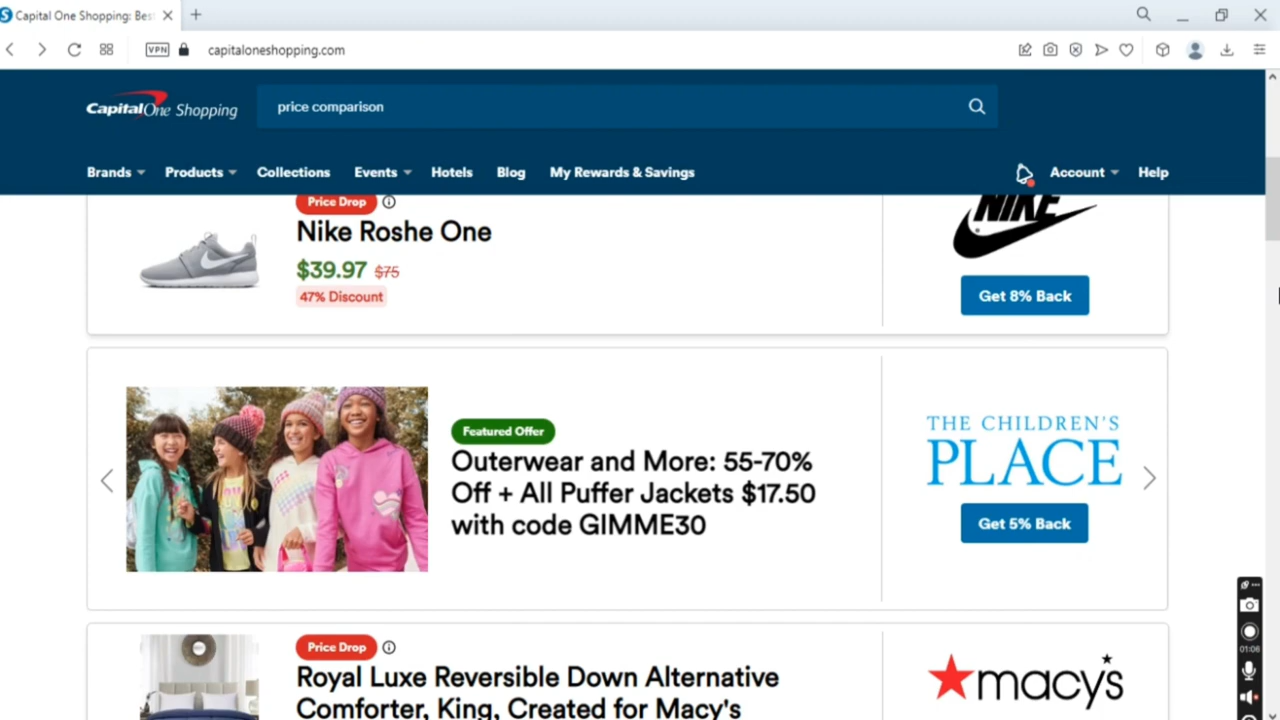 Capital One Shopping: Bes
VPN
capitaloneshopping.com
CapitalOne Shopping
price comparison
Brands
Products
Collections
Events
Hotels
Blog
My Rewards & Savings
Account
Help
Price Drop
Nike Roshe One
$39.97 $75
47% Discount
NIKE
Get 8% Back
Featured Offer
Outerwear and More: 55-70%
Off + All Puffer Jackets $17.50
with code GIMME30
THE CHILDREN'S
PLACE
Get 5% Back
Price Drop
Royal Luxe Reversible Down Alternative
Comforter, King, Created for Macy's
macy's
01:06